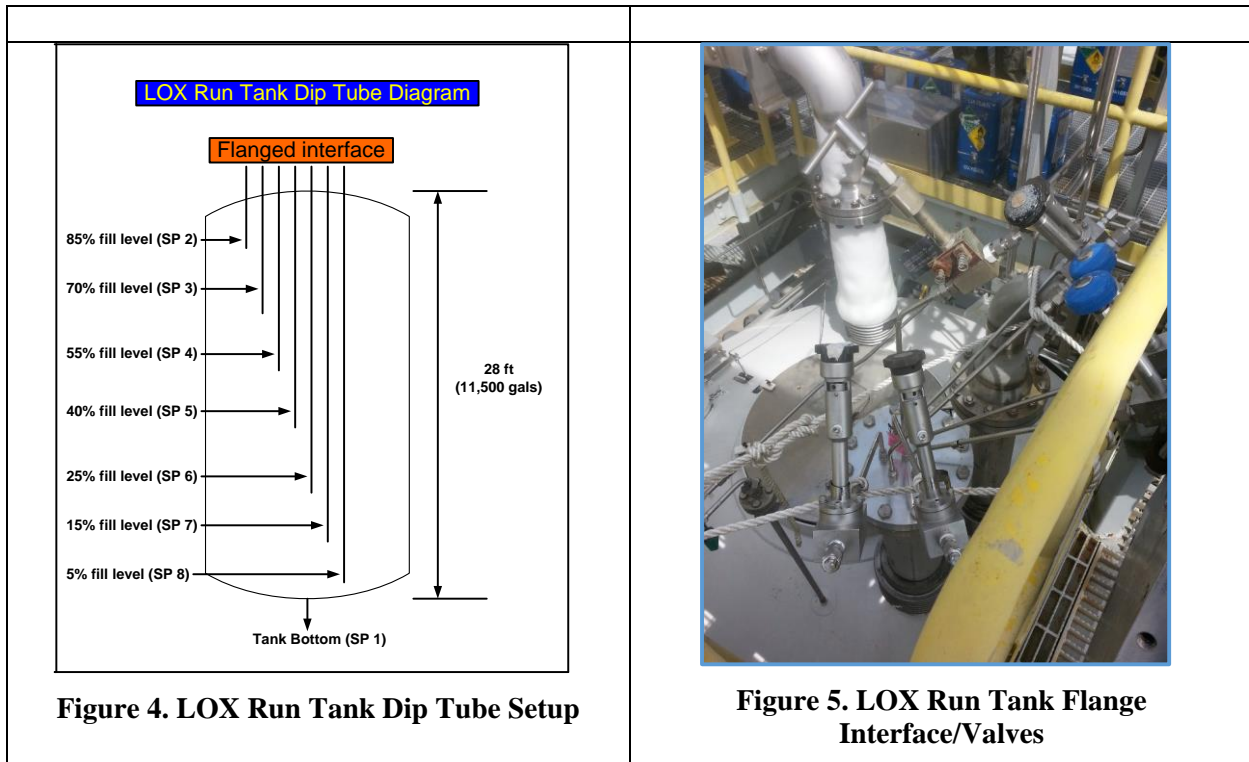 LOX Run Tank Dip Tube Diagram
Flanged interface
85% fill level (SP 2)
70% fill level (SP 3)
55% fill level (SP 4)
40% fill level (SP 5)
25% fill level (SP 6)
15% fill level (SP 7)
5% fill level (SP 8)
28 ft
(11,500 gals)
Tank Bottom (SP 1)
Figure 4. LOX Run Tank Dip Tube Setup
Figure 5. LOX Run Tank Flange
Interface/Valves